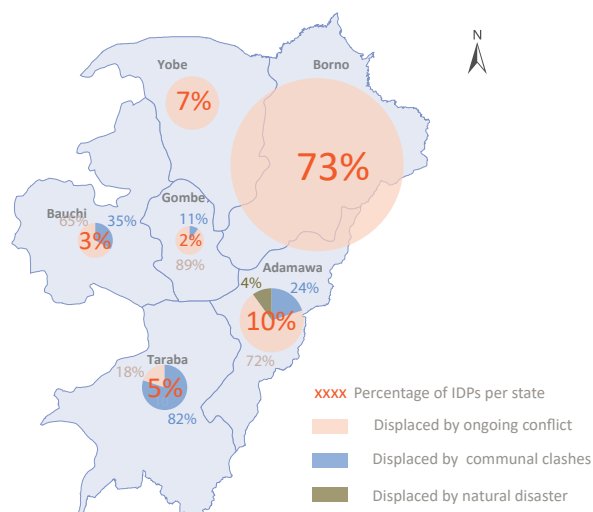 N
Yobe
Borno
7%
73%
Gombe
Bauchi
65%
35%
11%
3%
2%
89%
Adamawa
4%
24%
10%
72%
Taraba
18%
5%
82%
xxxx Percentage of IDPs per state
Displaced by ongoing conflict
Displaced by communal clashes
Displaced by natural disaster